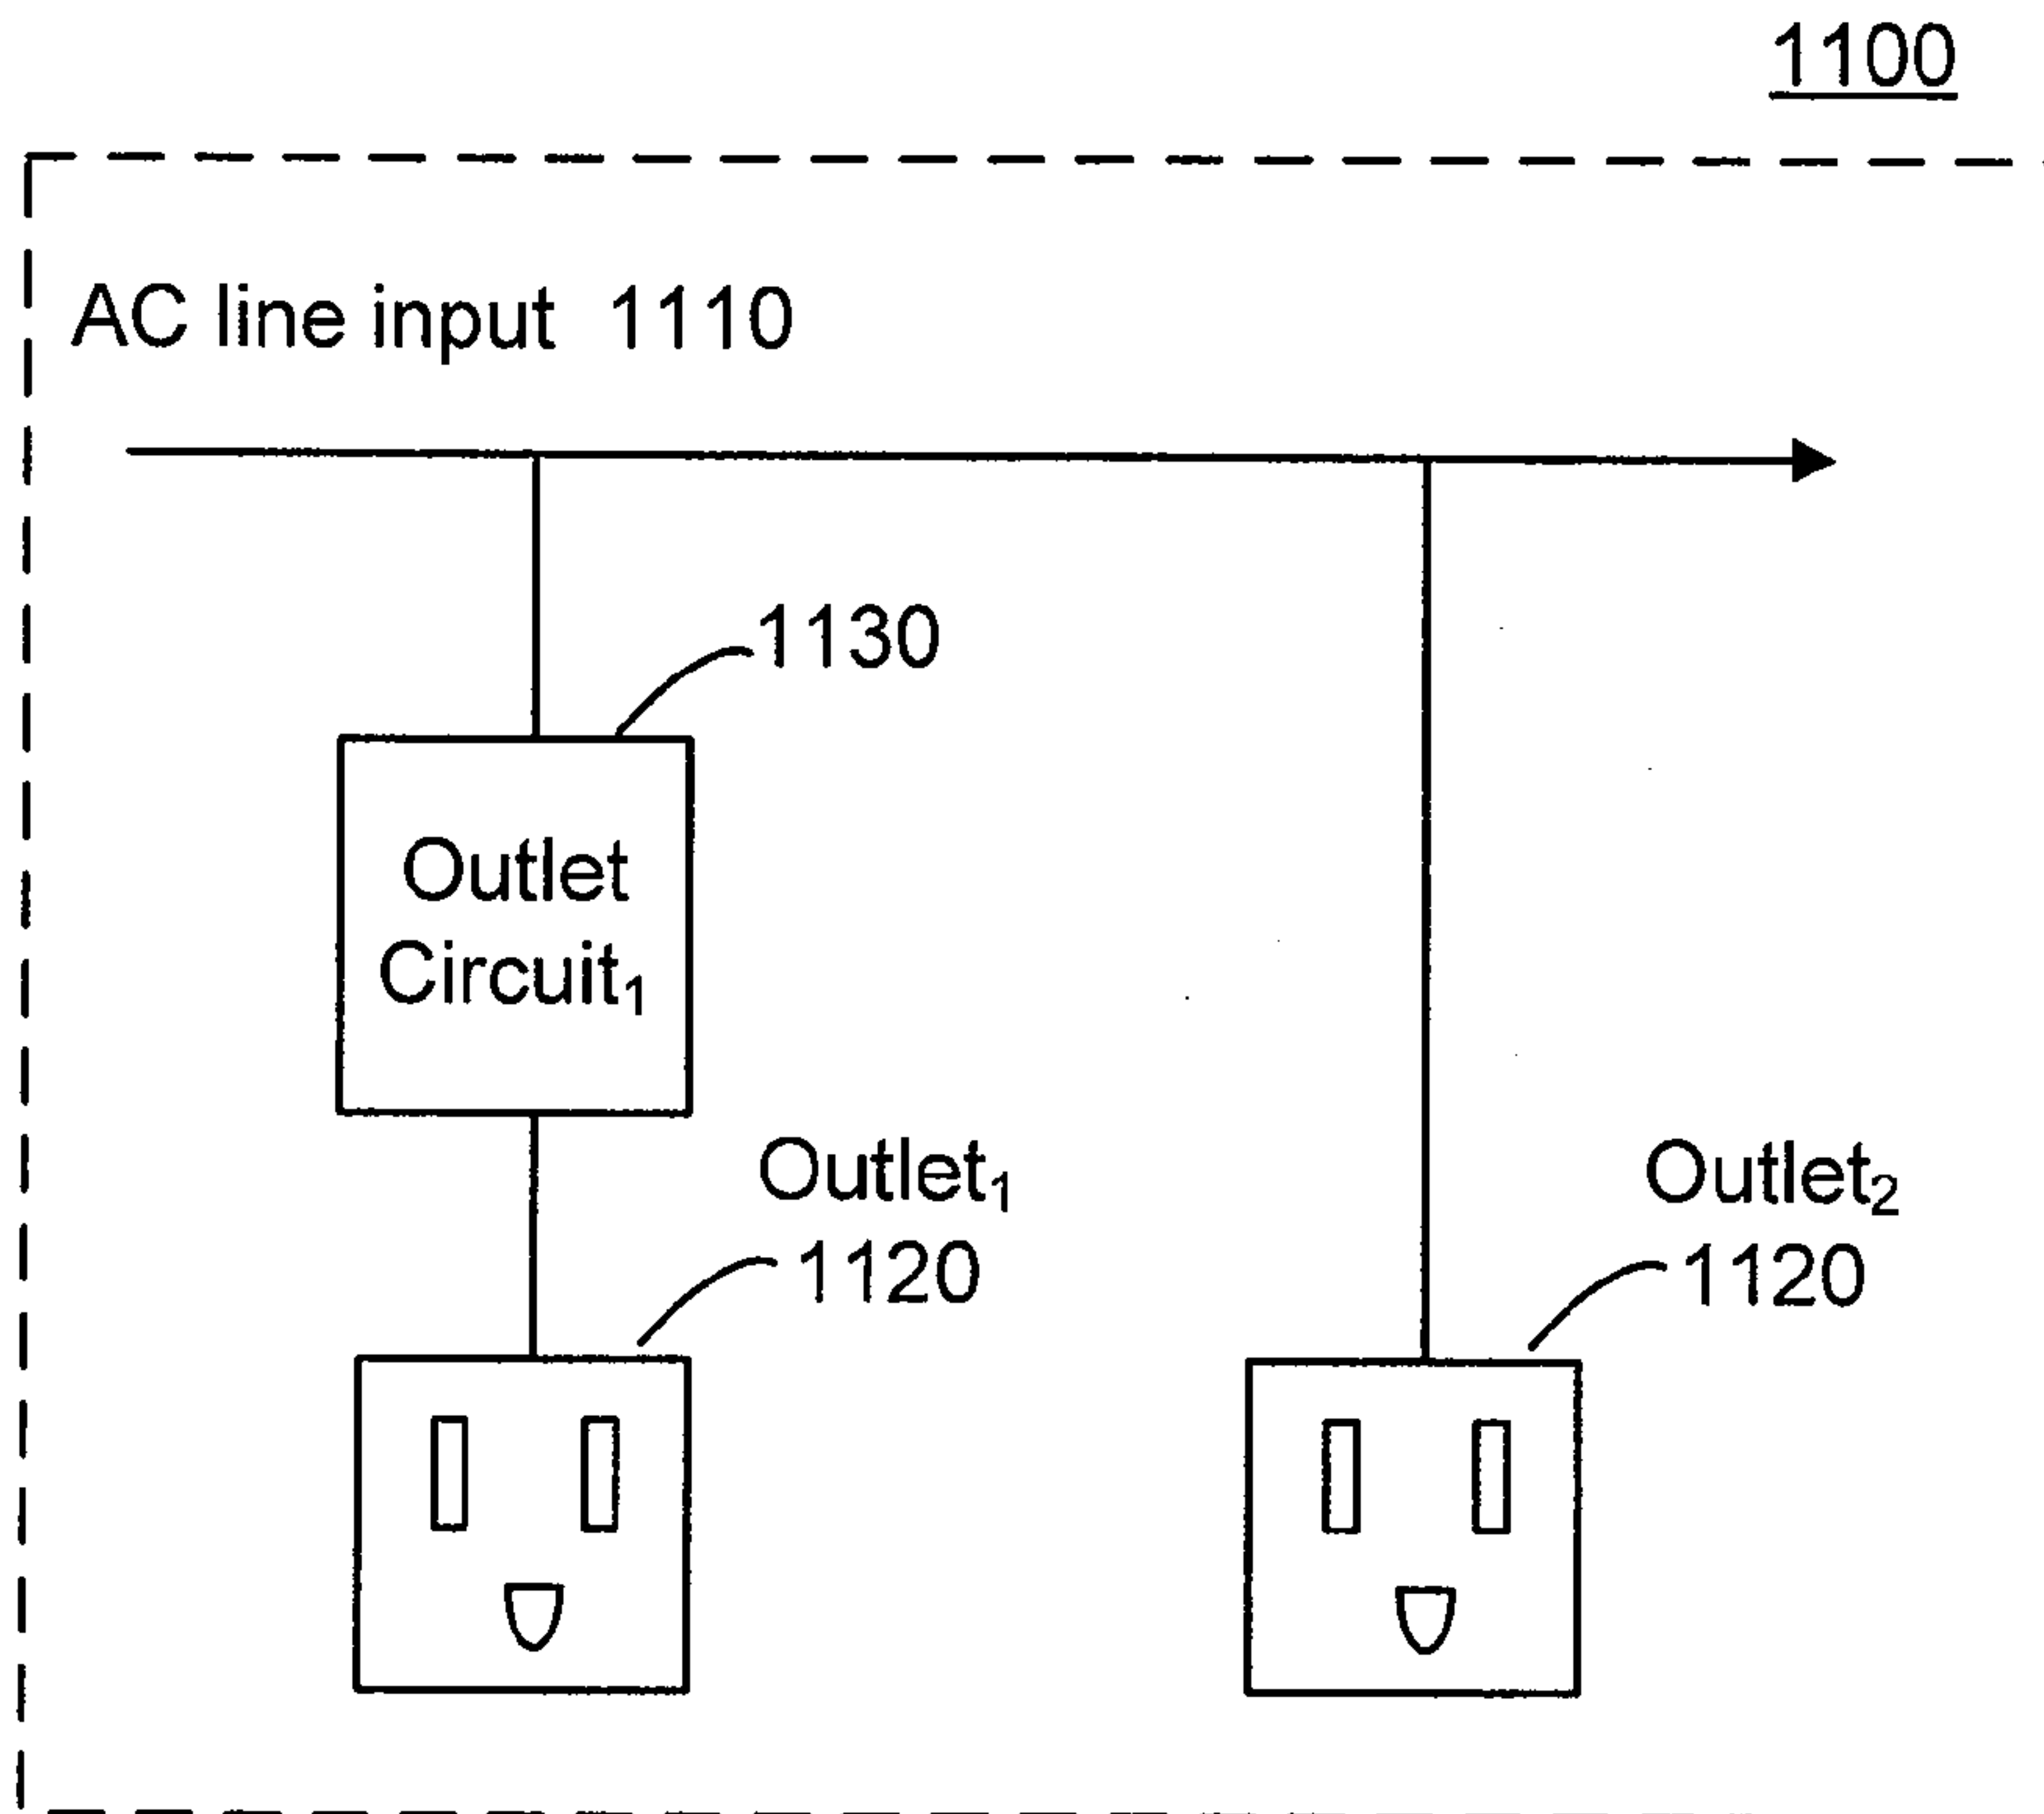 1100
AC line input 1110
1130
Outlet
Circuit₁
Outlet₁
1120
Outlet₂
1120